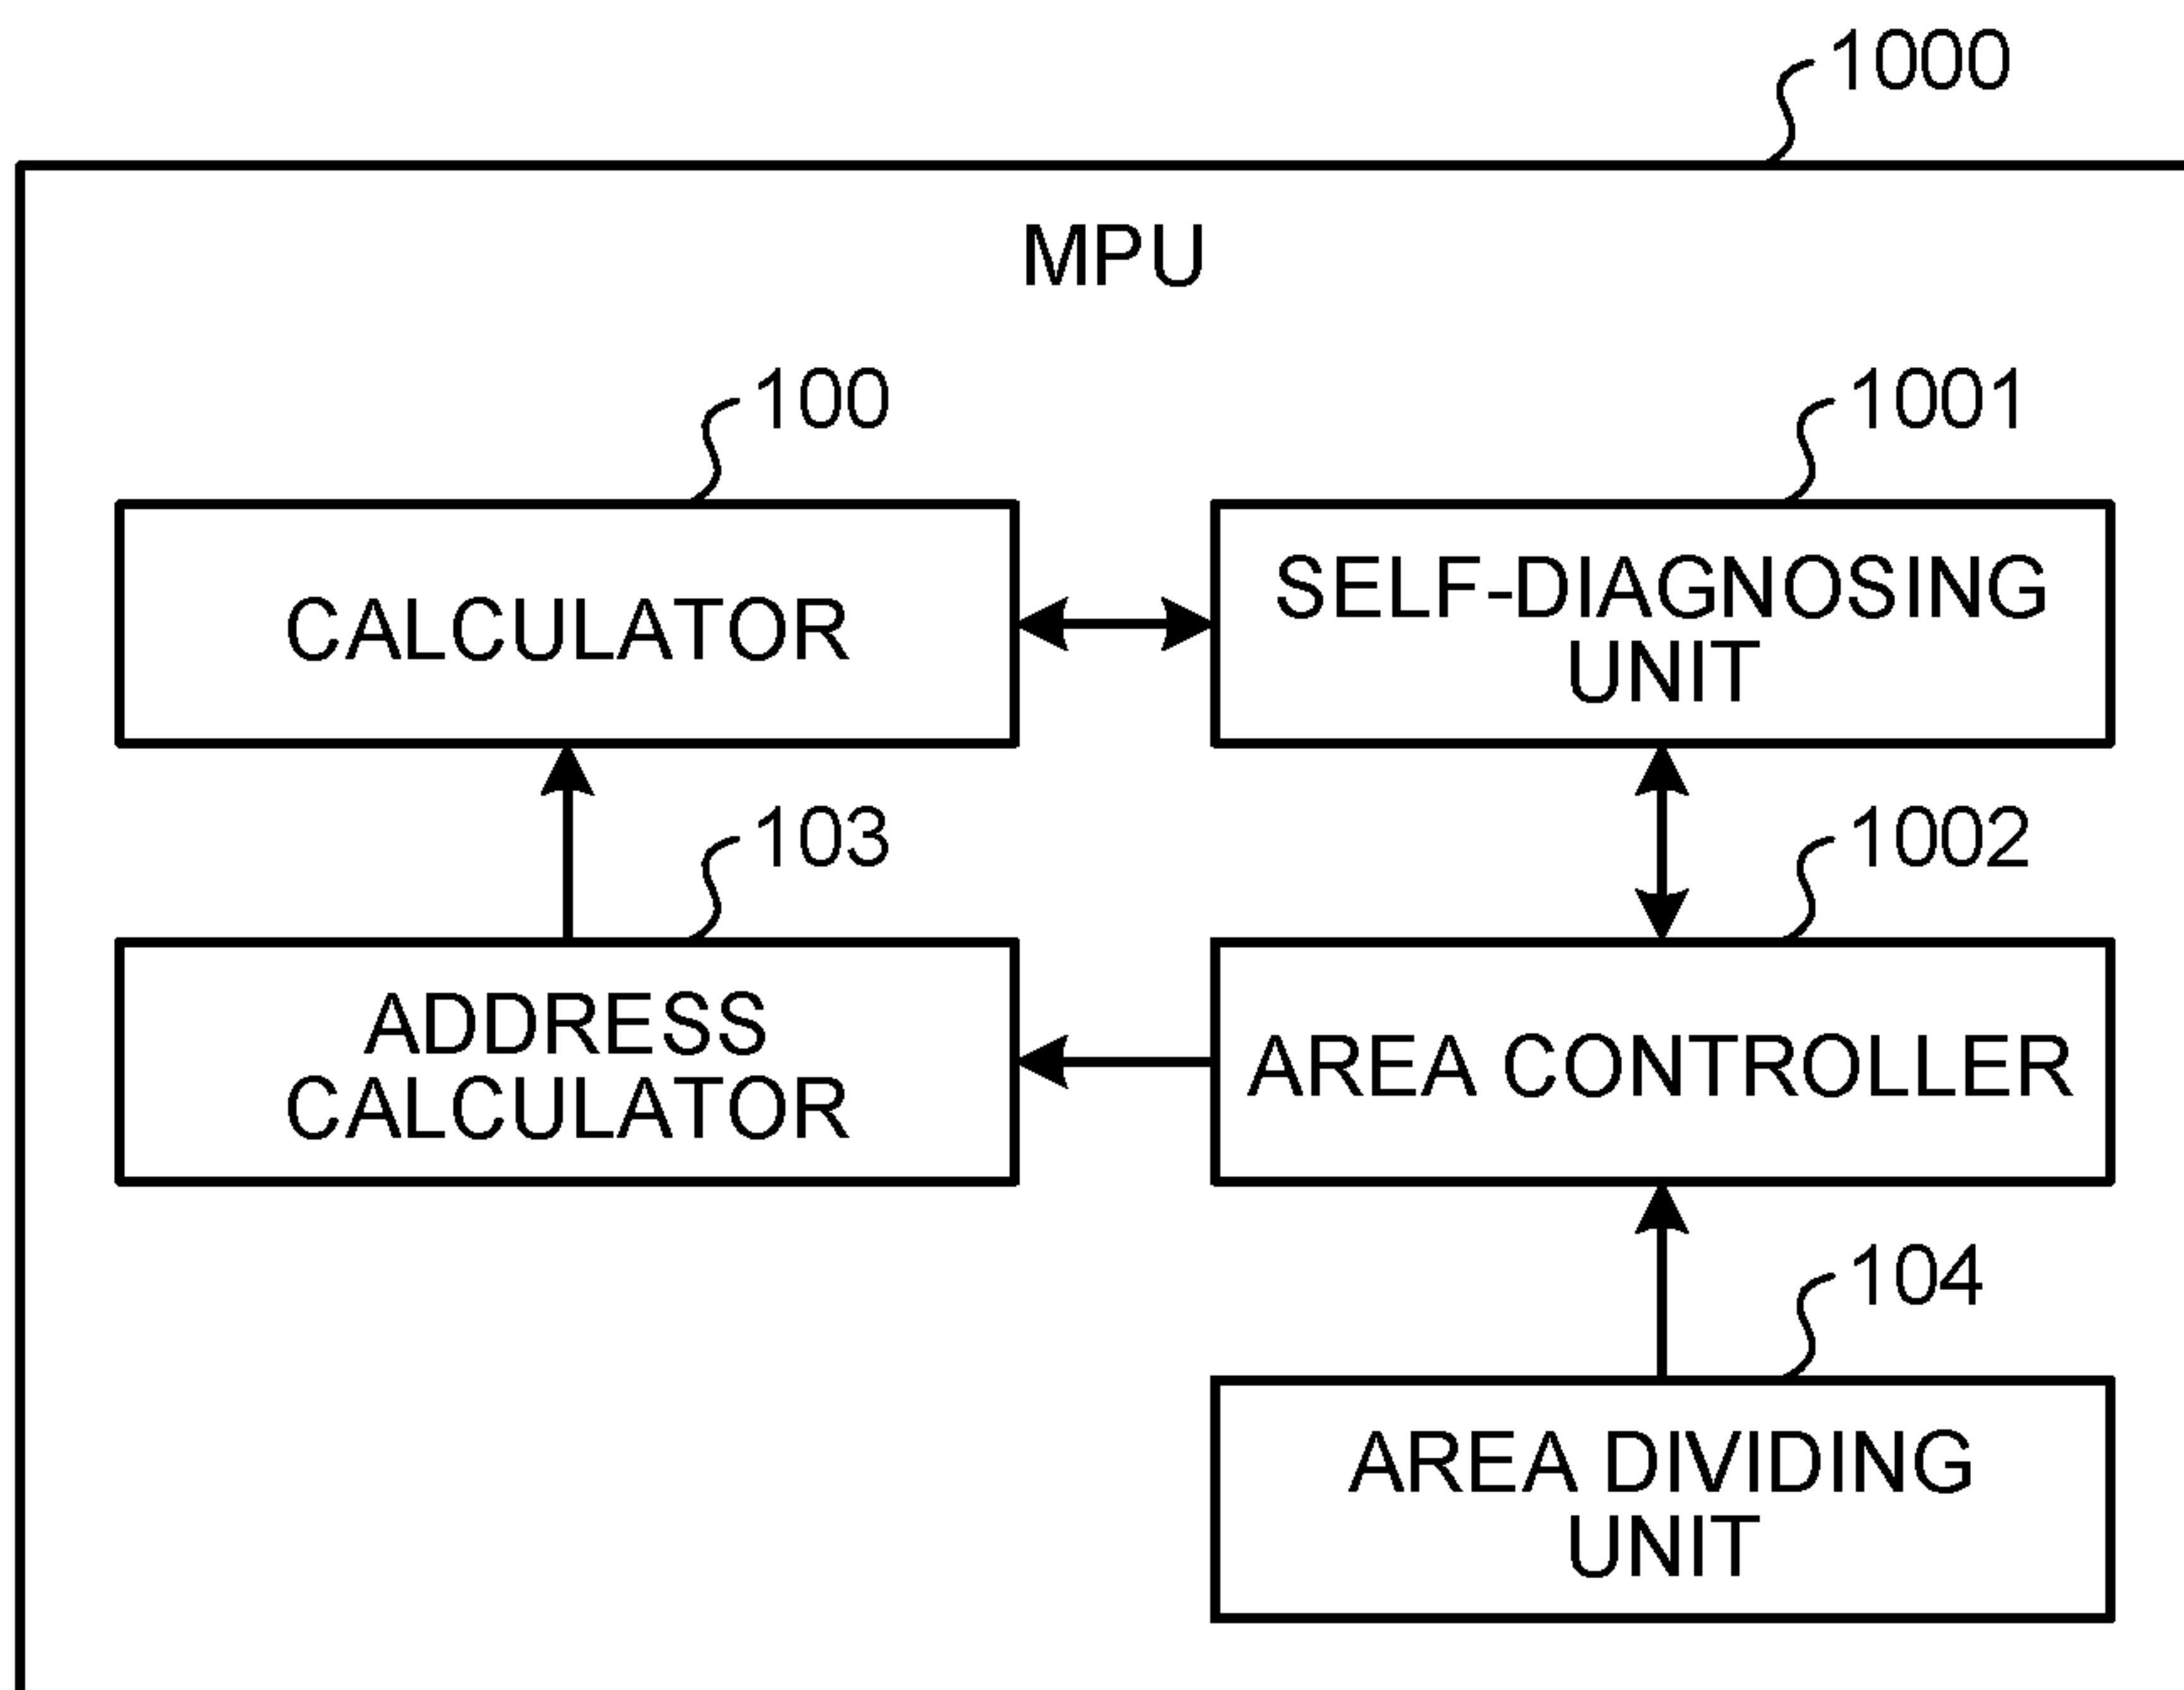 1000
MPU
100
1001
CALCULATOR
SELF-DIAGNOSING
UNIT
103
1002
ADDRESS
CALCULATOR
AREA CONTROLLER
104
AREA DIVIDING
UNIT